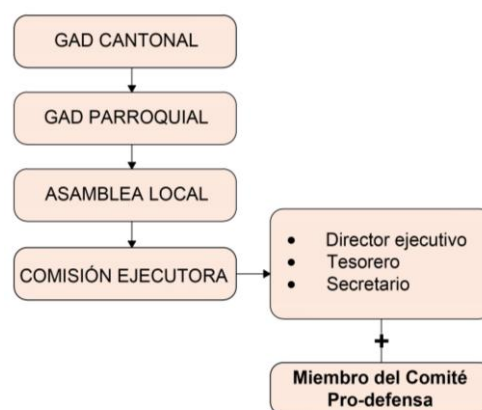 GAD CANTONAL
GAD PARROQUIAL
ASAMBLEA LOCAL
COMISIÓN EJECUTORA
• Director ejecutivo
• Tesorero
• Secretario
+
Miembro del Comité
Pro-defensa